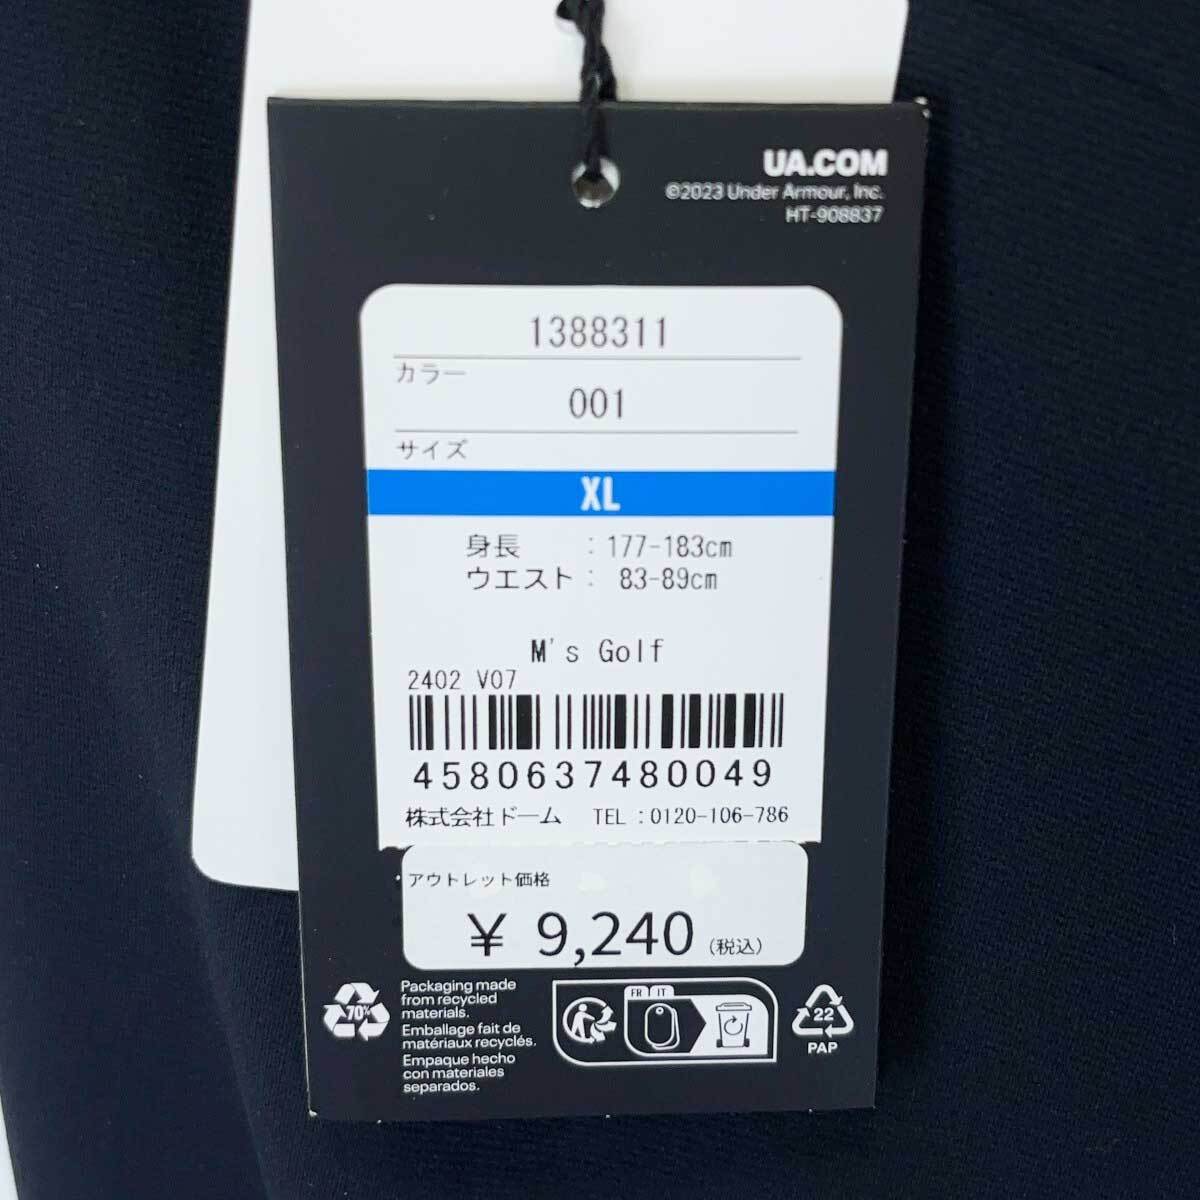 UA.COM
©2023 Under Armour, Inc.
HT-908837
1388311
カラー
001
サイズ
XL
身長 : 177-183cm
ウエスト : 83-89cm
M's Golf
2402 V07
4580637480049
株式会社ドーム TEL : 0120-106-786
アウトレット価格
¥ 9,240 (税込)
70%
Packaging made
from recycled
materials.
Emballage fait de
matériaux recyclés.
Empaque hecho
con materiales
separados.
FR IT
22
PAP